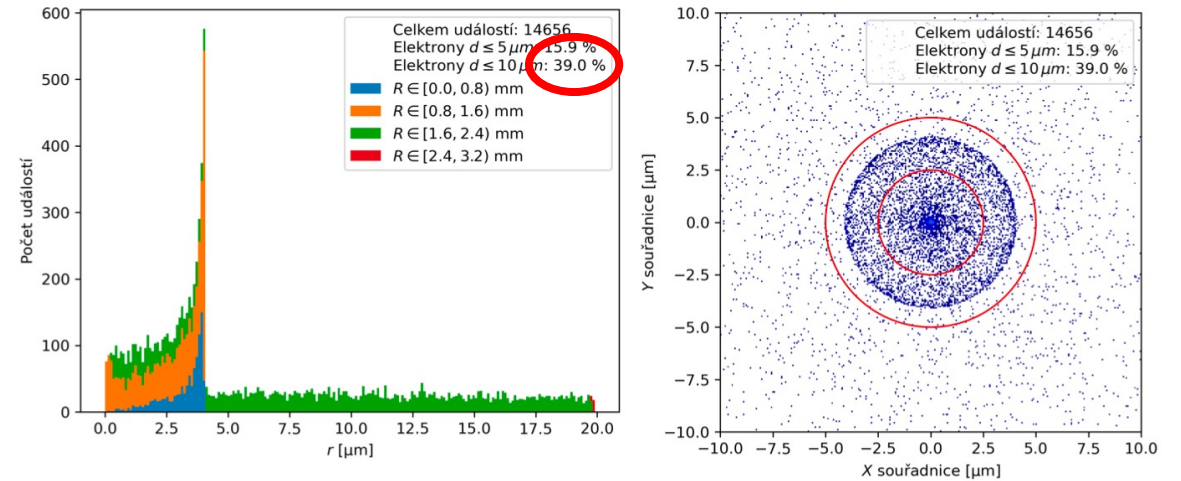 600
500
400
300
200
100
0
Počet událostí
Celkem událostí: 14656
Elektrony d ≤ 5 μm: 15.9 %
Elektrony d ≤ 10 μm: 39.0 %
R ∈ [0.0, 0.8) mm
R ∈ [0.8, 1.6) mm
R ∈ [1.6, 2.4) mm
R ∈ [2.4, 3.2) mm
0.0 2.5 5.0 7.5 10.0 12.5 15.0 17.5 20.0
r [μm]
10.0
7.5
5.0
2.5
0.0
−2.5
−5.0
−7.5
−10.0
Y souřadnice [μm]
Celkem událostí: 14656
Elektrony d ≤ 5 μm: 15.9 %
Elektrony d ≤ 10 μm: 39.0 %
−10.0 −7.5 −5.0 −2.5 0.0 2.5 5.0 7.5 10.0
X souřadnice [μm]